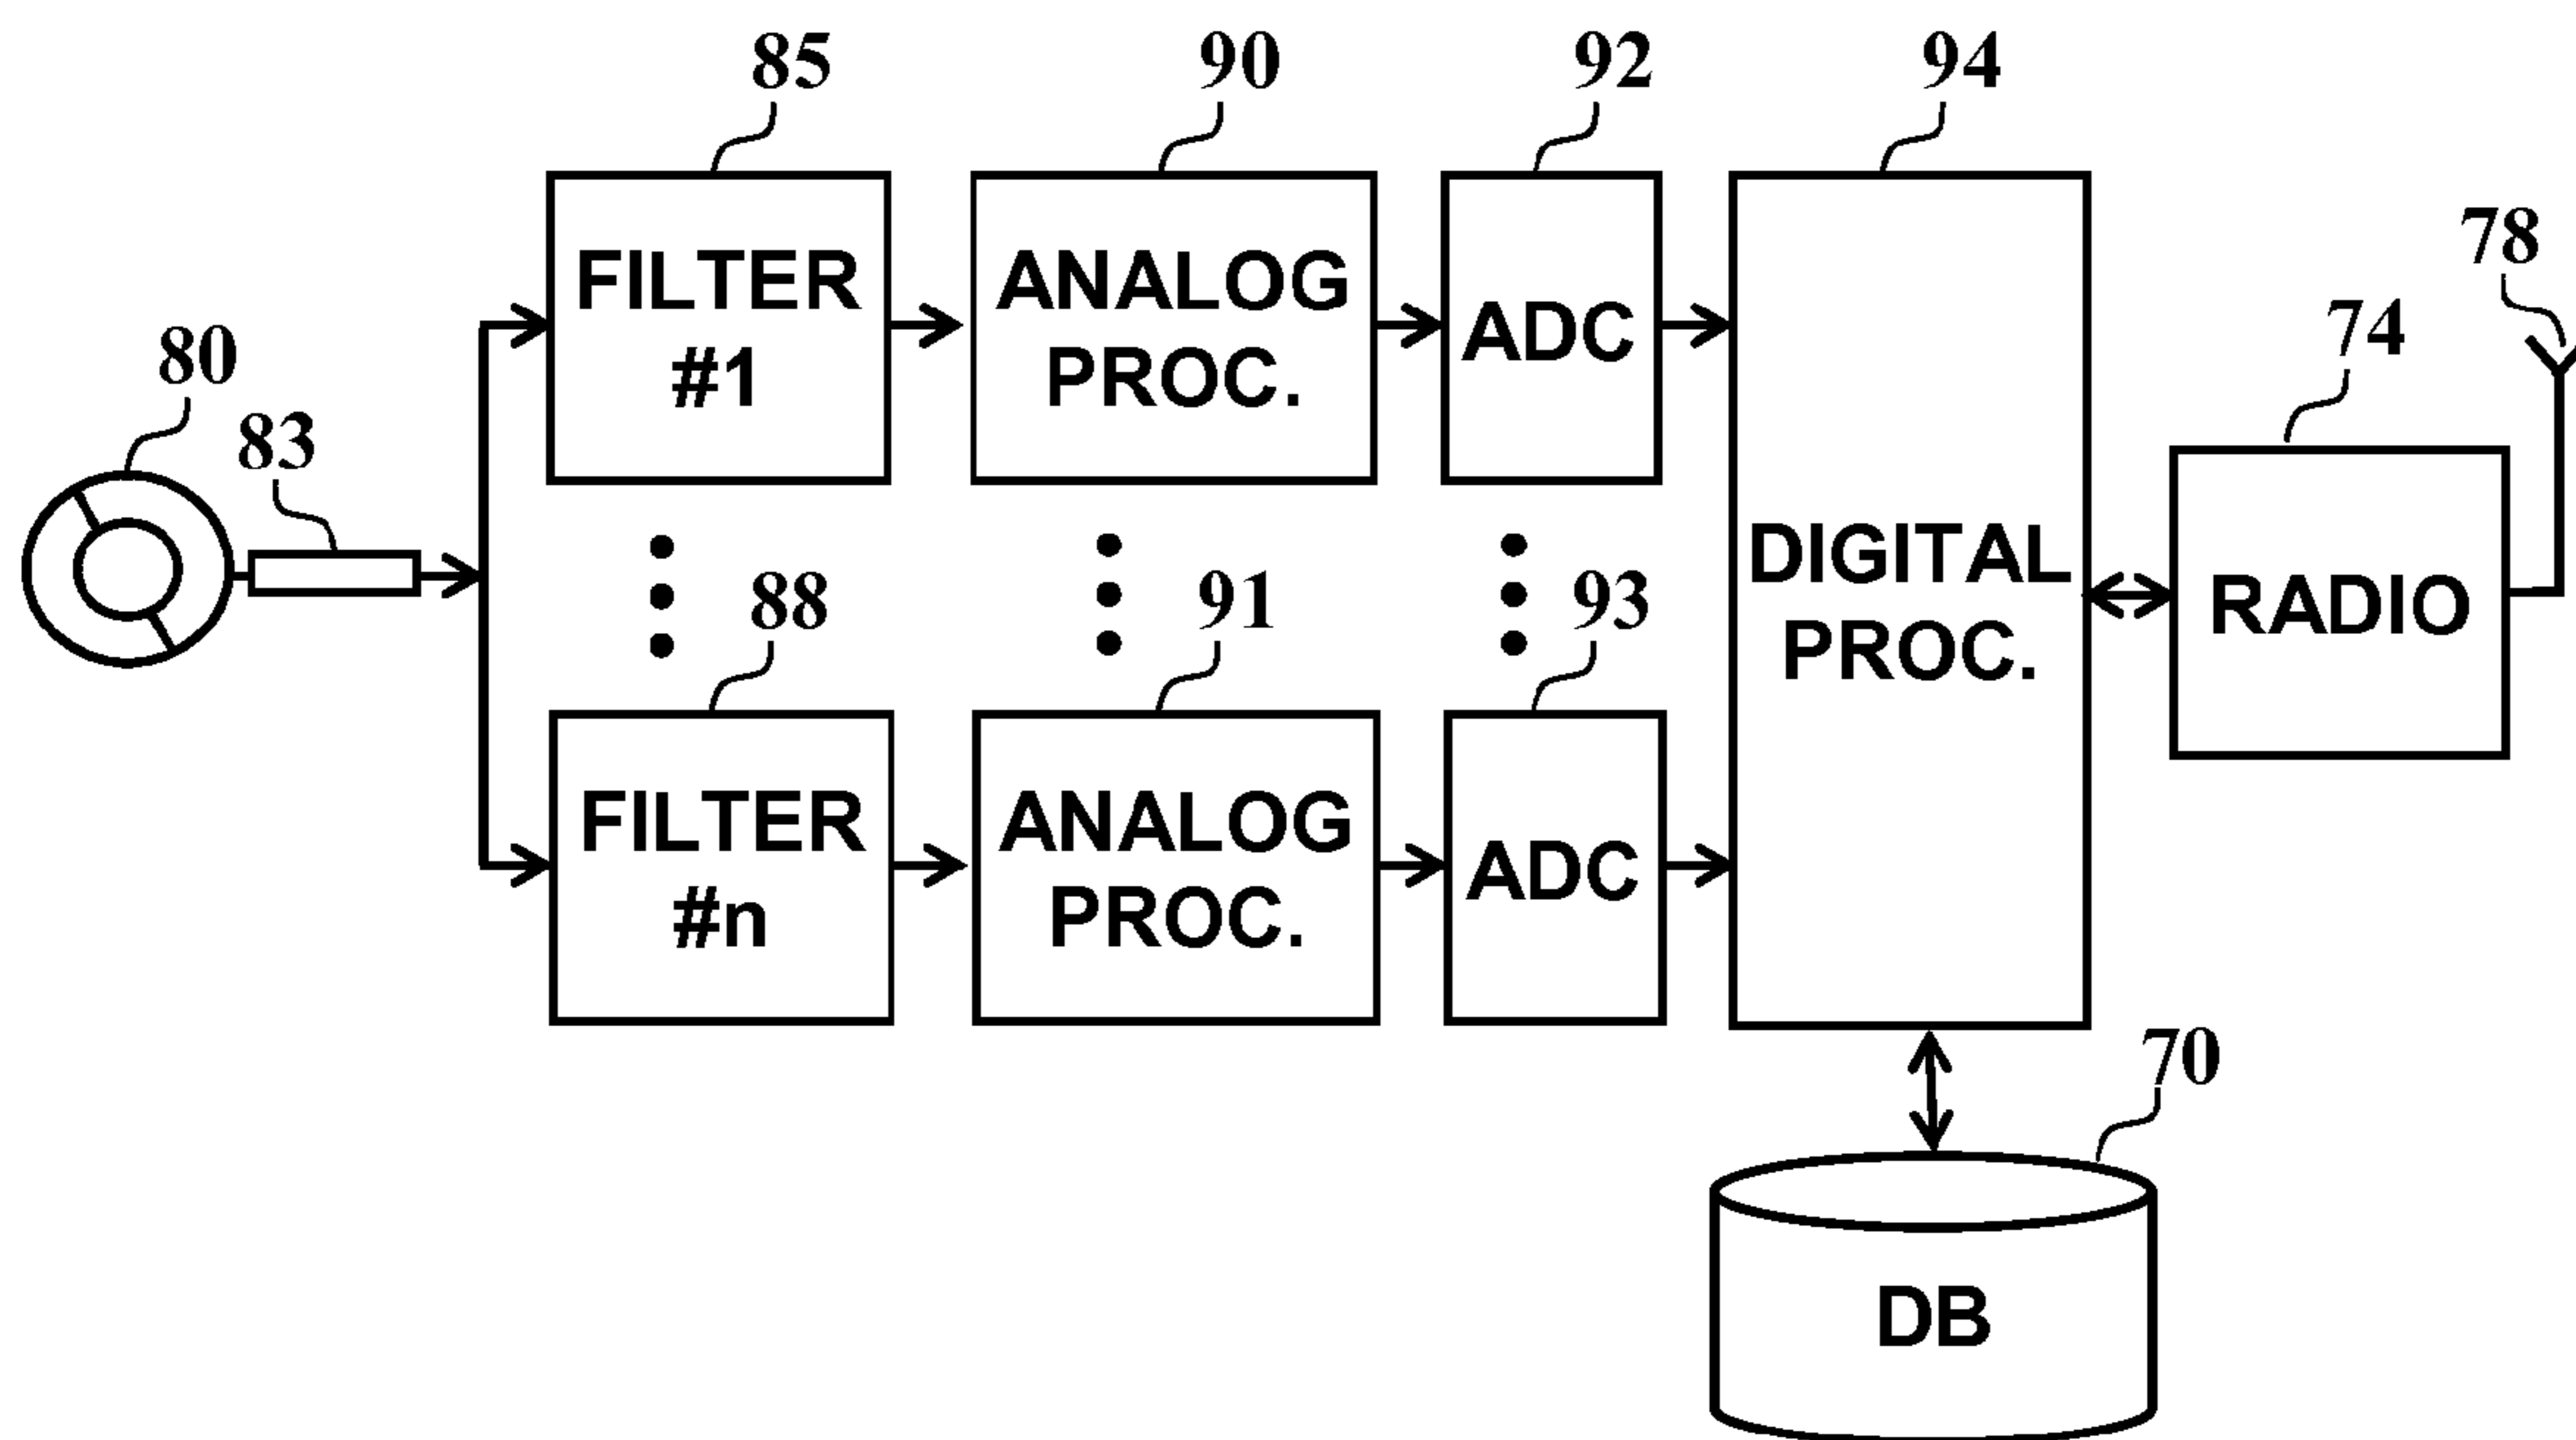 85
90
92
94
78
74
80
83
FILTER
#1
ANALOG
PROC.
ADC
DIGITAL
PROC.
RADIO
88
91
93
FILTER
#n
ANALOG
PROC.
ADC
70
DB